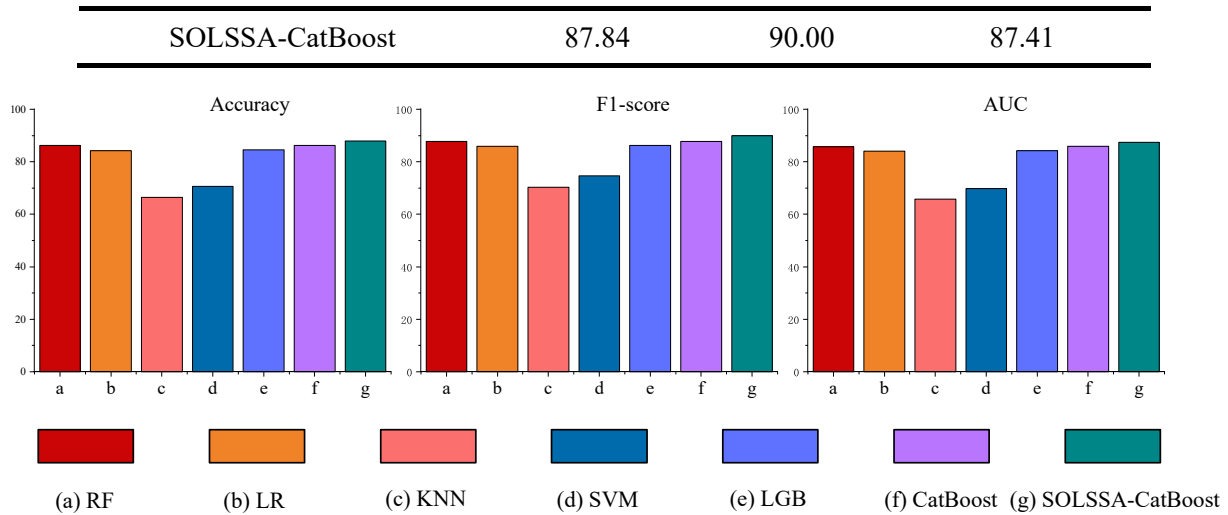 SOLSSA-CatBoost 87.84 90.00 87.41
Accuracy F1-score AUC
100 100 100
80 80 80
60 60 60
40 40 40
20 20 20
0 0 0
a b c d e f g a b c d e f g a b c d e f g
(a) RF (b) LR (c) KNN (d) SVM (e) LGB (f) CatBoost (g) SOLSSA-CatBoost